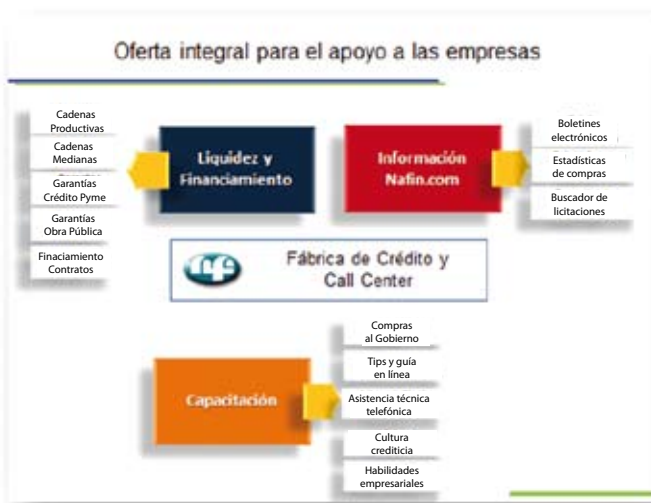 Oferta integral para el apoyo a las empresas
Cadenas
Productivas
Cadenas
Medianas
Garantías
Crédito Pyme
Garantías
Obra Pública
Finaciamiento
Contratos
Liquidez y
Financiamiento
Información
Nafin.com
Boletines
electrónicos
Estadísticas
de compras
Buscador de
licitaciones
nf
Fábrica de Crédito y
Call Center
Capacitación
Compras
al Gobierno
Tips y guía
en línea
Asistencia técnica
telefónica
Cultura
crediticia
Habilidades
empresariales